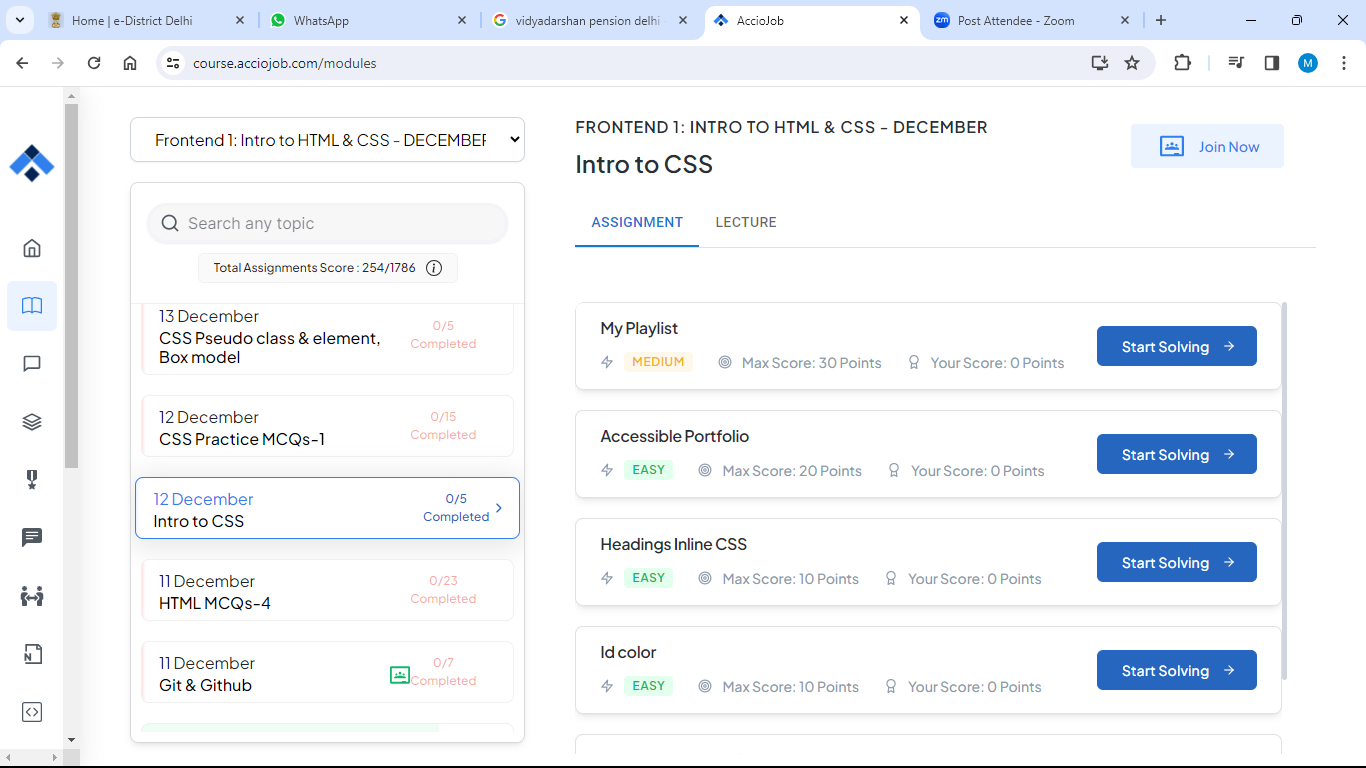 Home | e-District Delhi
WhatsApp
vidyadarshan pension delhi
AccioJob
zm
Post Attendee - Zoom
course.acciojob.com/modules
M
Frontend 1: Intro to HTML & CSS - DECEMBER
Search any topic
Total Assignments Score : 254/1786
13 December
CSS Pseudo class & element,
Box model
0/5
Completed
12 December
CSS Practice MCQs-1
0/15
Completed
12 December
Intro to CSS
0/5
Completed
11 December
HTML MCQs-4
0/23
Completed
11 December
Git & Github
0/7
Completed
FRONTEND 1: INTRO TO HTML & CSS - DECEMBER
Intro to CSS
Join Now
ASSIGNMENT
LECTURE
My Playlist
MEDIUM
Max Score: 30 Points
Your Score: 0 Points
Start Solving
Accessible Portfolio
EASY
Max Score: 20 Points
Your Score: 0 Points
Start Solving
Headings Inline CSS
EASY
Max Score: 10 Points
Your Score: 0 Points
Start Solving
Id color
EASY
Max Score: 10 Points
Your Score: 0 Points
Start Solving